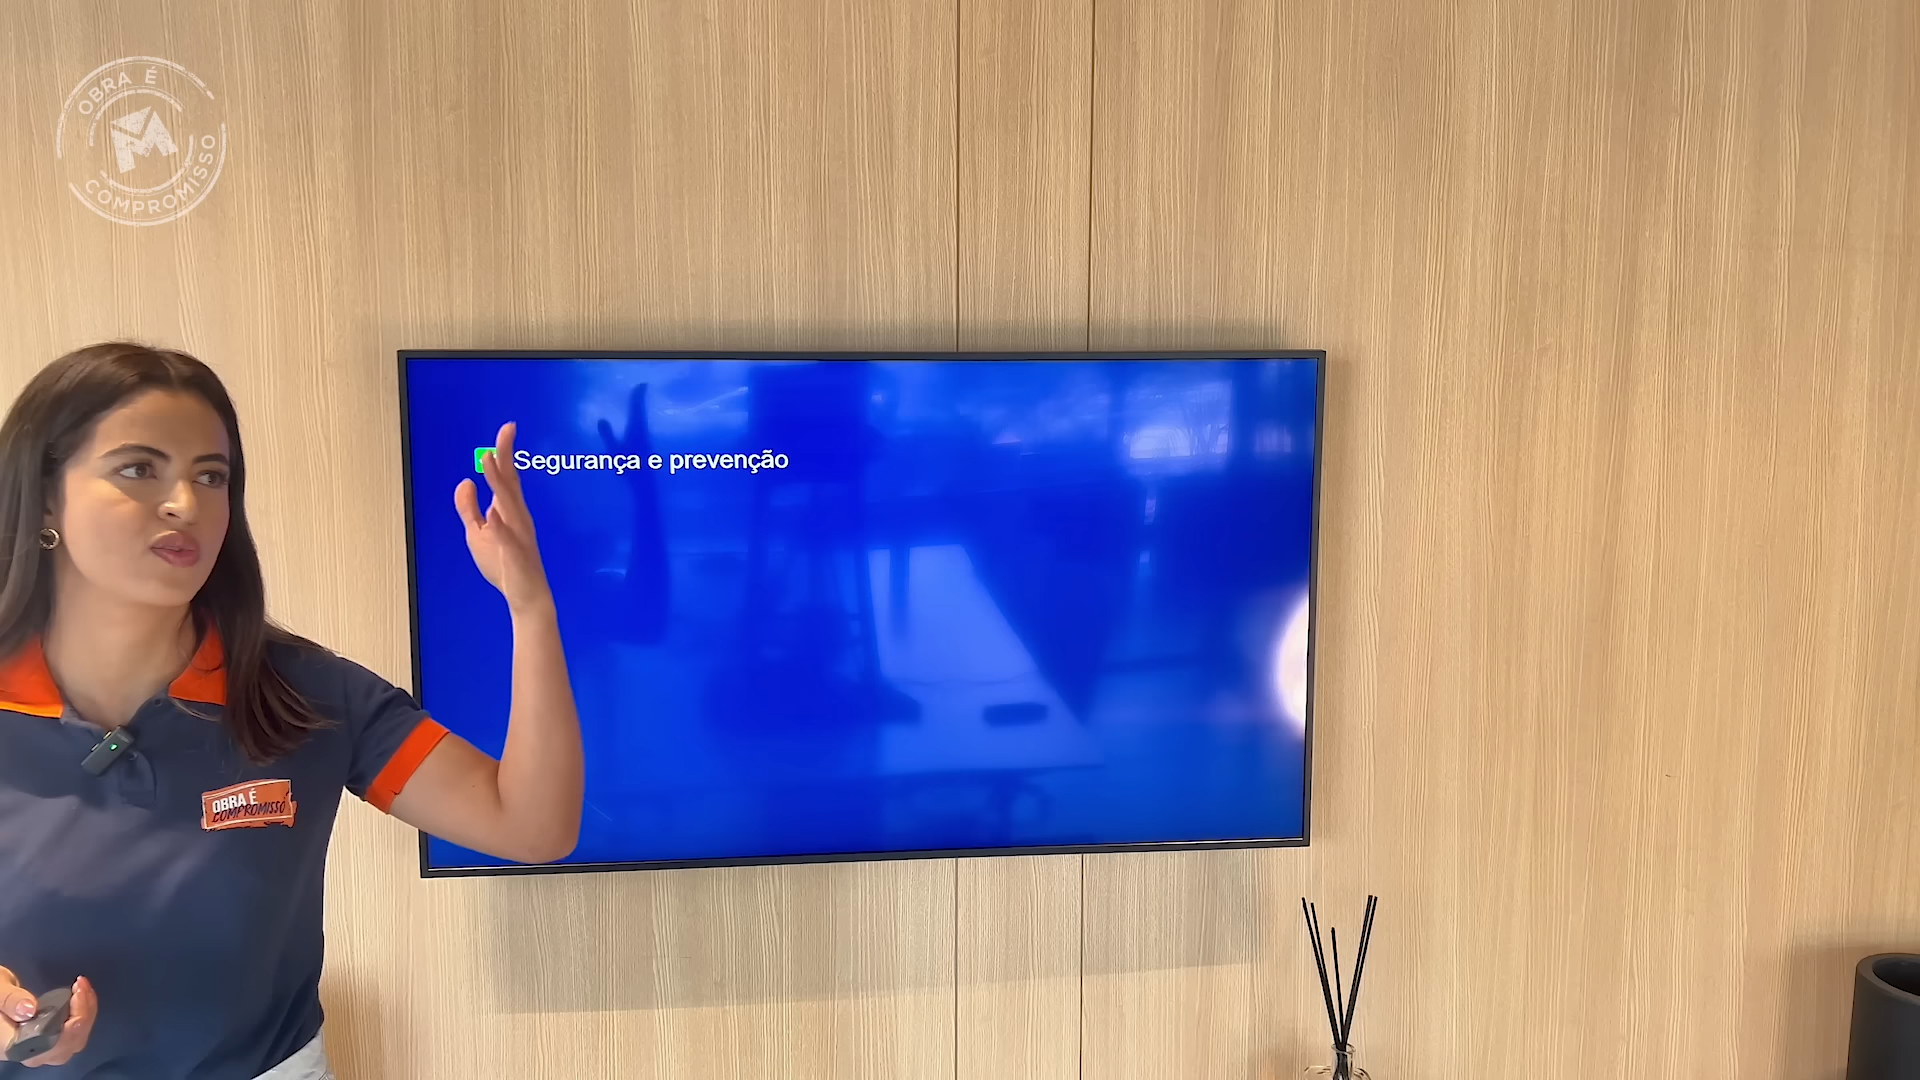 OBRA É
COMPROMISSO
Segurança e prevenção
OBRA É
COMPROMISSO